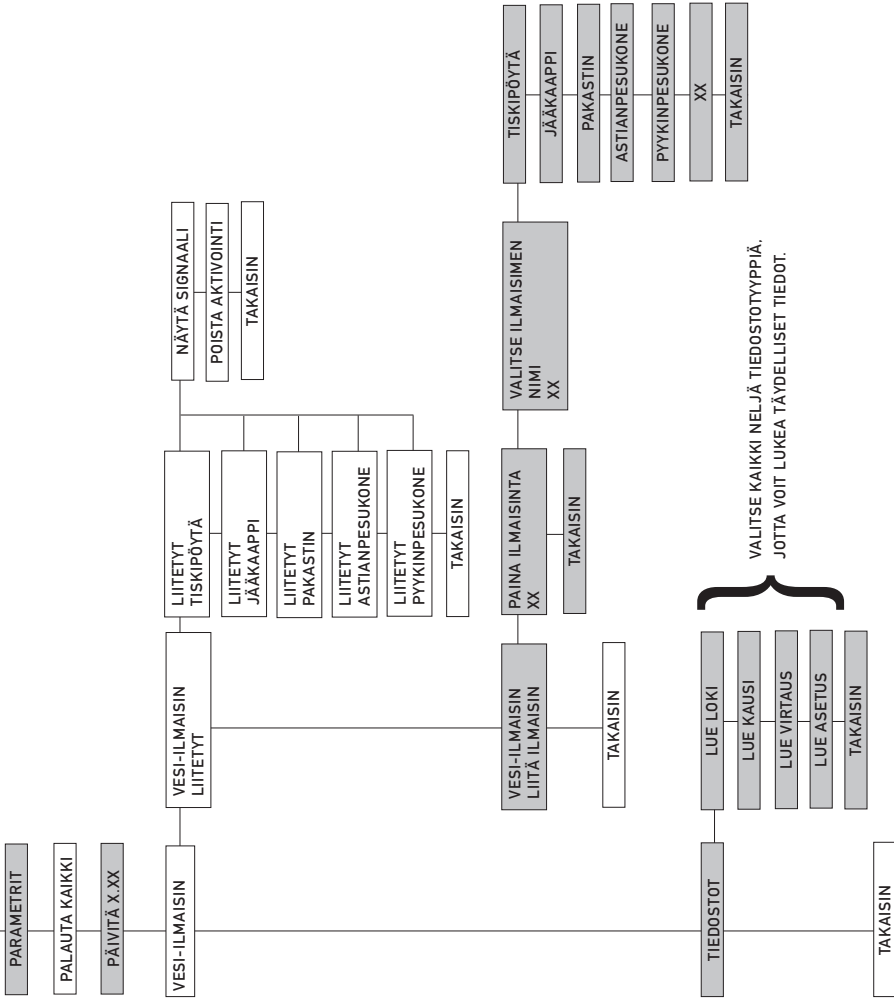 PARAMETRIT
PALAUTA KAIKKI
PÄIVITÄ X.XX
VESI-ILMAISIN
VESI-ILMAISIN
LIITETYT
LIITETYT
TISKIPÖYTÄ
LIITETYT
JÄÄKAAPPI
LIITETYT
PAKASTIN
LIITETYT
ASTIANPESUKONE
LIITETYT
PYYKINPESUKONE
TAKAISIN
NÄYTÄ SIGNAALI
POISTA AKTIVOINTI
TAKAISIN
VESI-ILMAISIN
LIITÄ ILMAISIN
TAKAISIN
PAINA ILMAISINTA
XX
TAKAISIN
VALITSE ILMAISIMEN
NIMI
XX
TISKIPÖYTÄ
JÄÄKAAPPI
PAKASTIN
ASTIANPESUKONE
PYYKINPESUKONE
XX
TAKAISIN
TIEDOSTOT
LUE LOKI
LUE KAUSI
LUE VIRTAUS
LUE ASETUS
TAKAISIN
VALITSE KAIKKI NELJÄ TIEDOSTOTYYPPIÄ.
JOTTA VOIT LUKEA TÄYDELLISET TIEDOT.
TAKAISIN